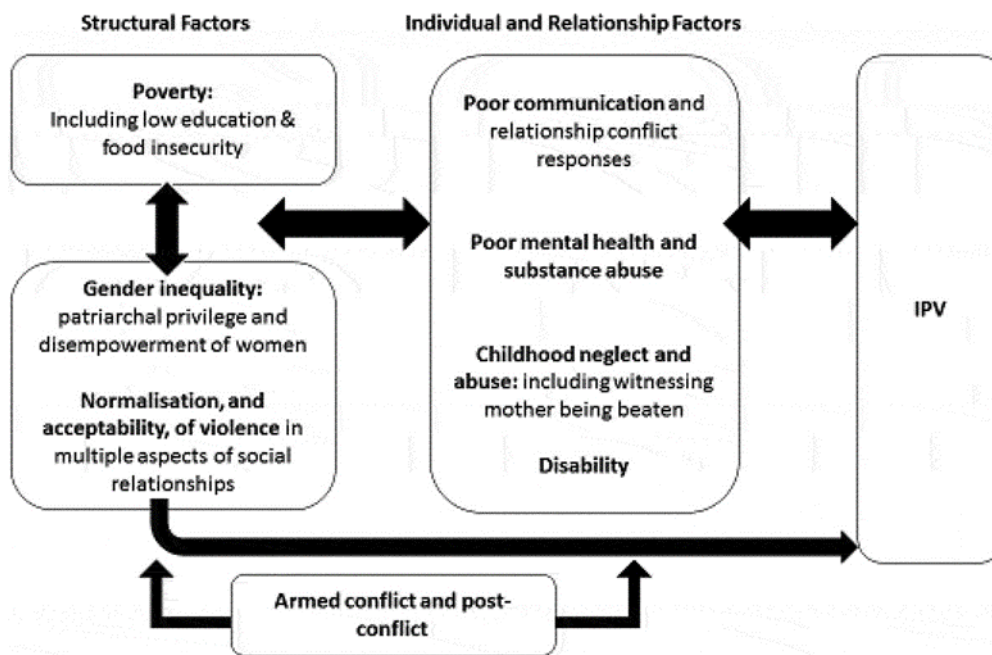 Structural Factors
Individual and Relationship Factors
Poverty:
Including low education &
food insecurity
Gender inequality:
patriarchal privilege and
disempowerment of women
Normalisation, and
acceptability, of violence in
multiple aspects of social
relationships
Poor communication and
relationship conflict
responses
Poor mental health and
substance abuse
Childhood neglect and
abuse: including witnessing
mother being beaten
Disability
IPV
Armed conflict and post-
conflict